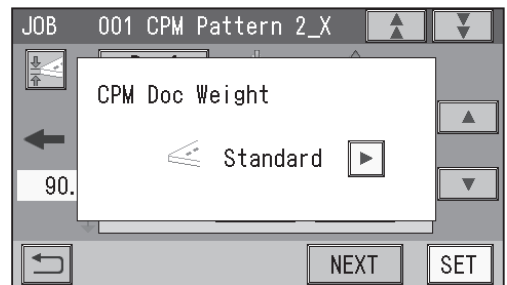 JOB 001 CPM Pattern 2_X
CPM Doc Weight
Standard
90.
NEXT SET